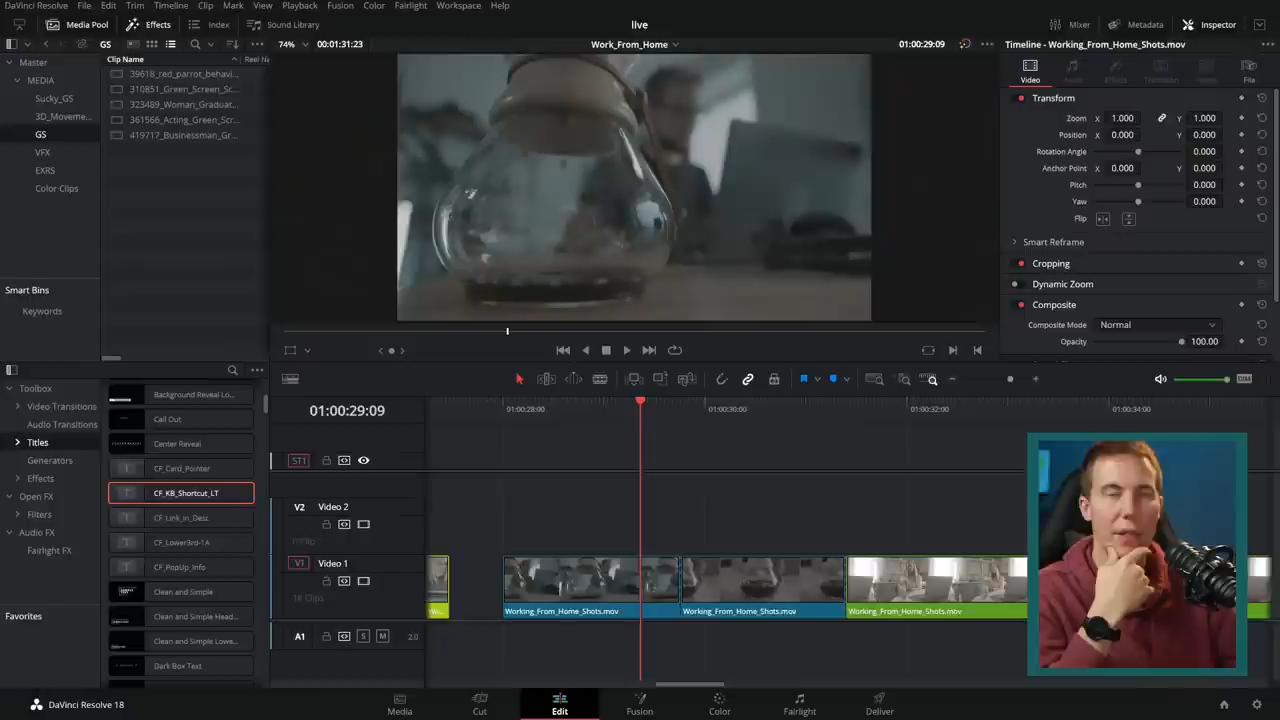 DaVinci Resolve File Edit Trim Timeline Clip Mark View Playback Fusion Color Fairlight Workspace Help
Media Pool Effects Index Sound Library live Mixer Metadata Inspector
GS 74% 00:01:31:23 Work_From_Home 01:00:29:09 Timeline - Working_From_Home_Shots.mov
Master
MEDIA
Sucky_GS
3D_Moveme...
GS
VFX
EXRS
Color Clips
Smart Bins
Keywords
Clip Name Reel N
39618_red_parrot_behavi...
310851_Green_Screen_Sc...
323489_Woman_Graduat...
361566_Acting_Green_Scr...
419717_Businessman_Gr...
Video File
Transform
Zoom X 1.000 Y 1.000
Position X 0.000 Y 0.000
Rotation Angle 0.000
Anchor Point X 0.000 Y 0.000
Pitch 0.000
Yaw 0.000
Flip
Smart Reframe
Cropping
Dynamic Zoom
Composite
Composite Mode Normal
Opacity 100.00
Toolbox
Video Transitions
Audio Transitions
Titles
Generators
Effects
Open FX
Filters
Audio FX
Fairlight FX
Favorites
Background Reveal Lo...
Call Out
Center Reveal
CF_Card_Pointer
CF_KB_Shortcut_LT
CF_Link_in_Desc
CF_Lower3rd-1A
CF_PopUp_Info
Clean and Simple
Clean and Simple Head...
Clean and Simple Lowe...
Dark Box Text
DIM
01:00:29:09
01:00:28:00 01:00:30:00 01:00:32:00 01:00:34:00
ST1
V2 Video 2
V1 Video 1
18 Clips
Working_From_Home_Shots.mov Working_From_Home_Shots.mov Working_From_Home_Shots.mov
A1 S M 2.0
DaVinci Resolve 18
Media Cut Edit Fusion Color Fairlight Deliver